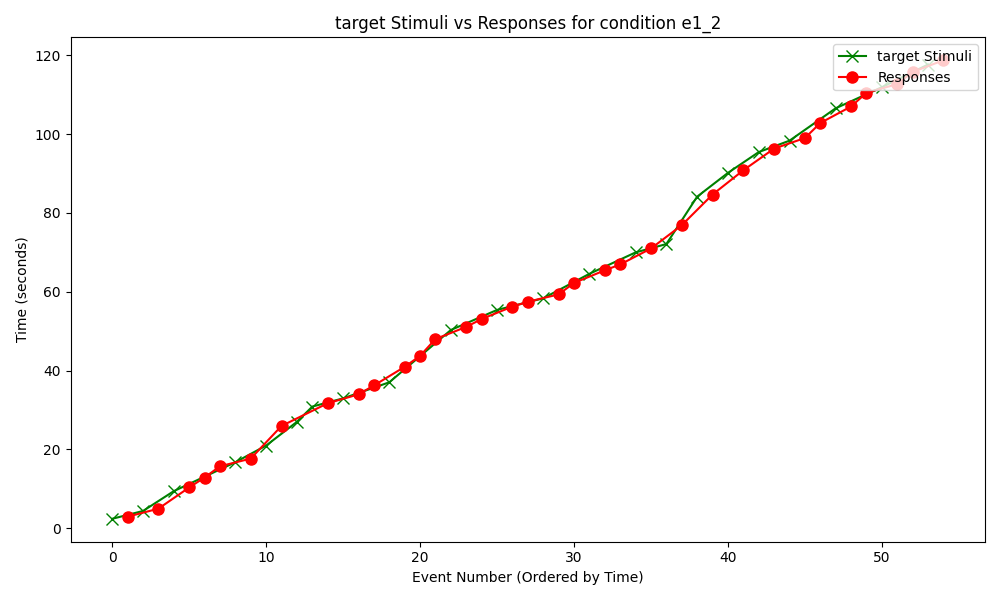 target Stimuli vs Responses for condition e1_2
target Stimuli
Responses
Time (seconds)
120
100
80
60
40
20
0
0 10 20 30 40 50
Event Number (Ordered by Time)